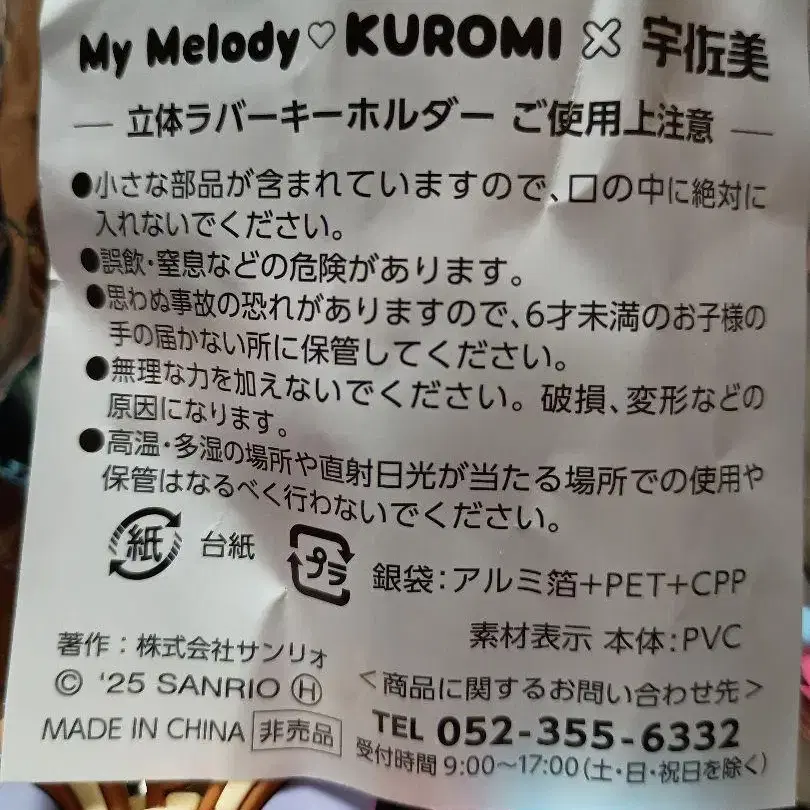 My Melody♡KUROMI × 宇佐美
― 立体ラバーキーホルダー ご使用上注意 ―
●小さな部品が含まれていますので、口の中に絶対に
入れないでください。
●誤飲・窒息などの危険があります。
●思わぬ事故の恐れがありますので、6才未満のお子様の
手の届かない所に保管してください。
●無理な力を加えないでください。破損、変形などの
原因になります。
●高温・多湿の場所や直射日光が当たる場所での使用や
保管はなるべく行わないでください。
紙 台紙 プラ 銀袋:アルミ箔+PET+CPP
素材表示 本体:PVC
著作：株式会社サンリオ
© '25 SANRIO Ⓗ
MADE IN CHINA 非売品
＜商品に関するお問い合わせ先＞
TEL 052-355-6332
受付時間 9:00〜17:00(土・日・祝日を除く)